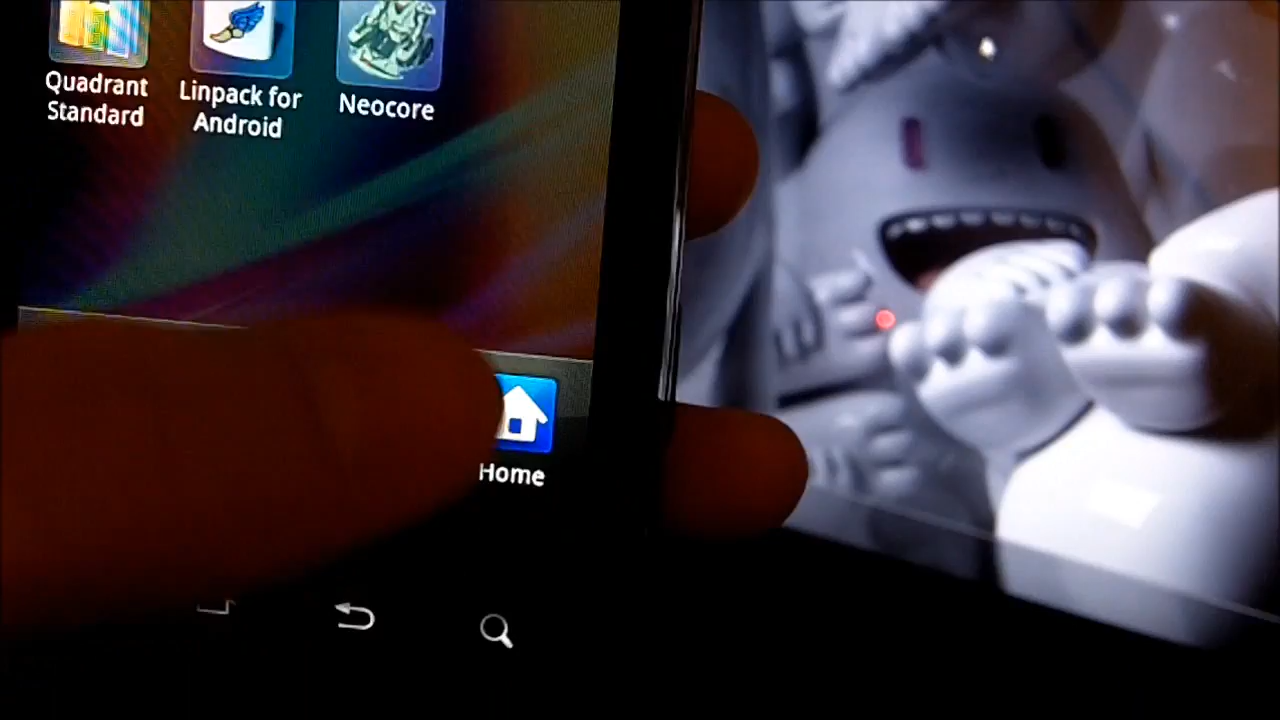 Quadrant
Standard
Linpack for
Android
Neocore
Home